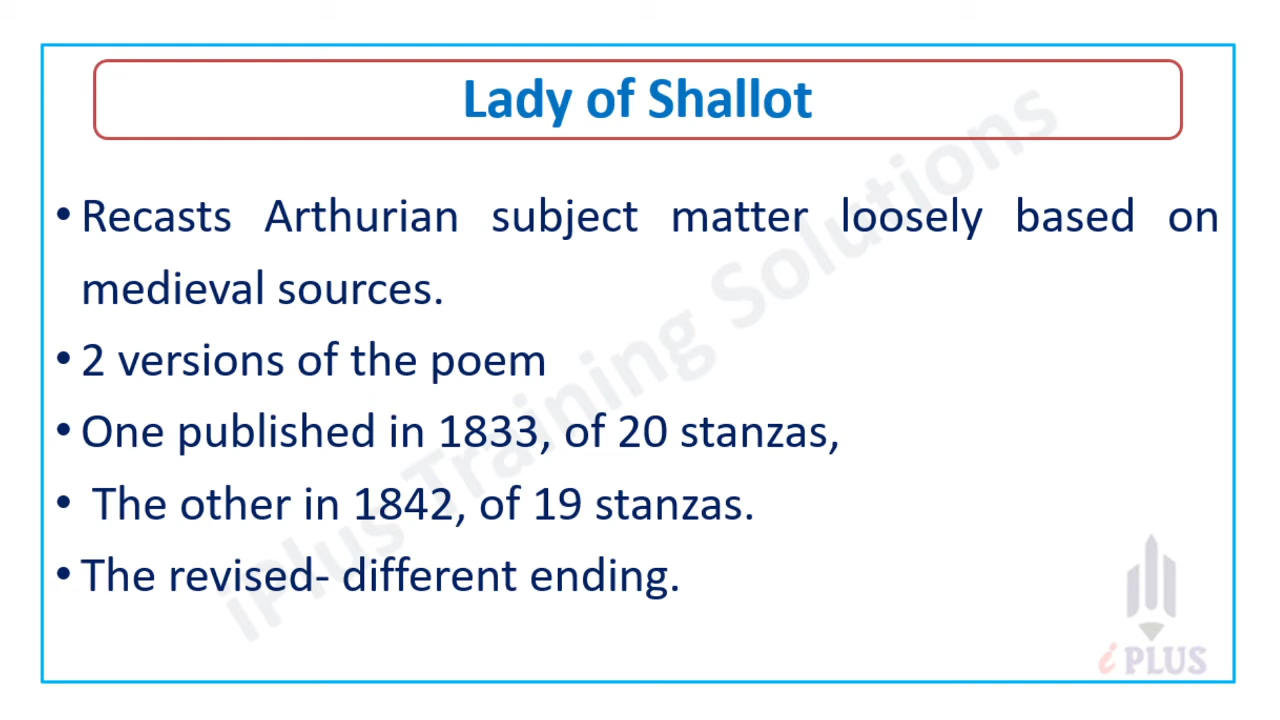 Lady of Shallot
• Recasts Arthurian subject matter loosely based on
medieval sources.
• 2 versions of the poem
• One published in 1833, of 20 stanzas,
• The other in 1842, of 19 stanzas.
• The revised- different ending.
iPlus Training Solutions
i PLUS